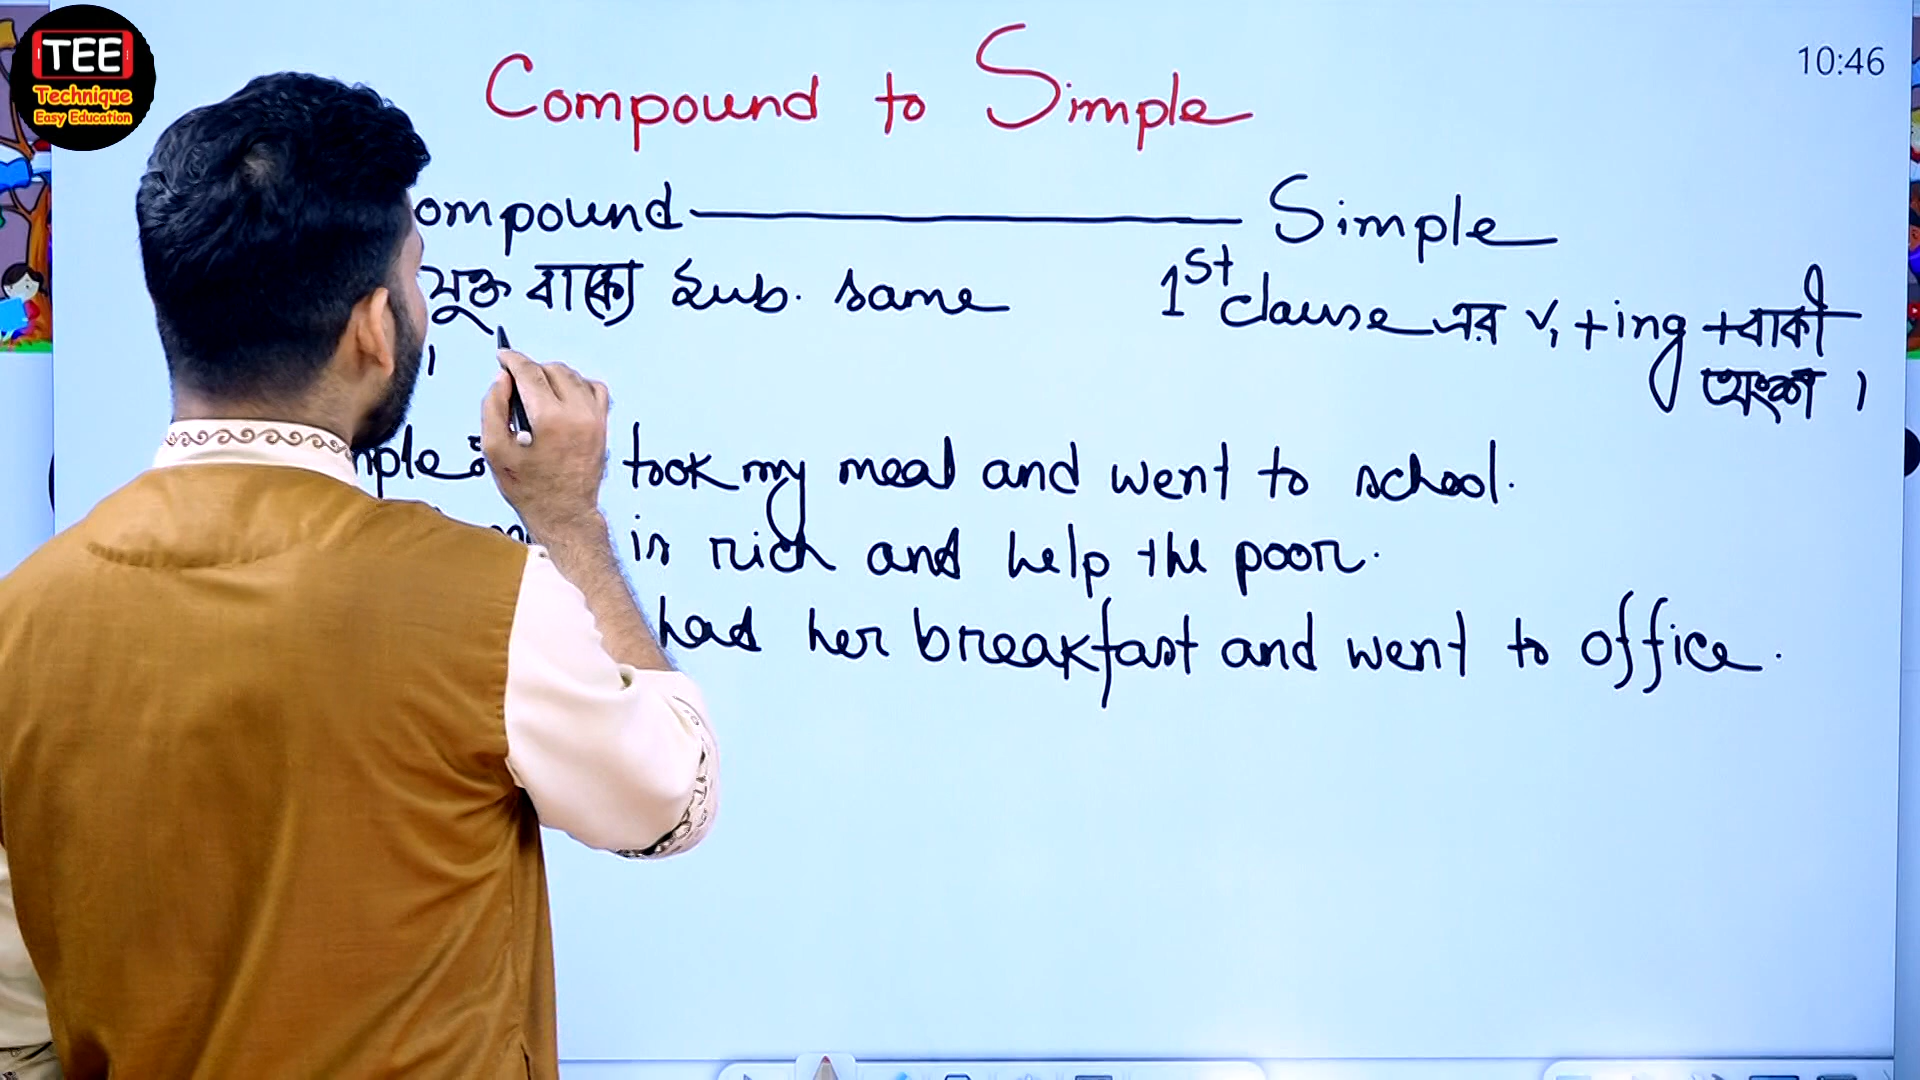 TEE
Technique
Easy Education
10:46
Compound to Simple
ompound — Simple
যুক্ত বাক্যে sub. same
।
1st clause এর v1 + ing + বাকী
অংশ ।
mple: took my meal and went to school.
is rich and help the poor.
had her breakfast and went to office.